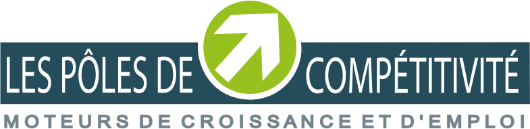 LES PÔLES DE COMPÉTITIVITÉ
MOTEURS DE CROISSANCE ET D'EMPLOI